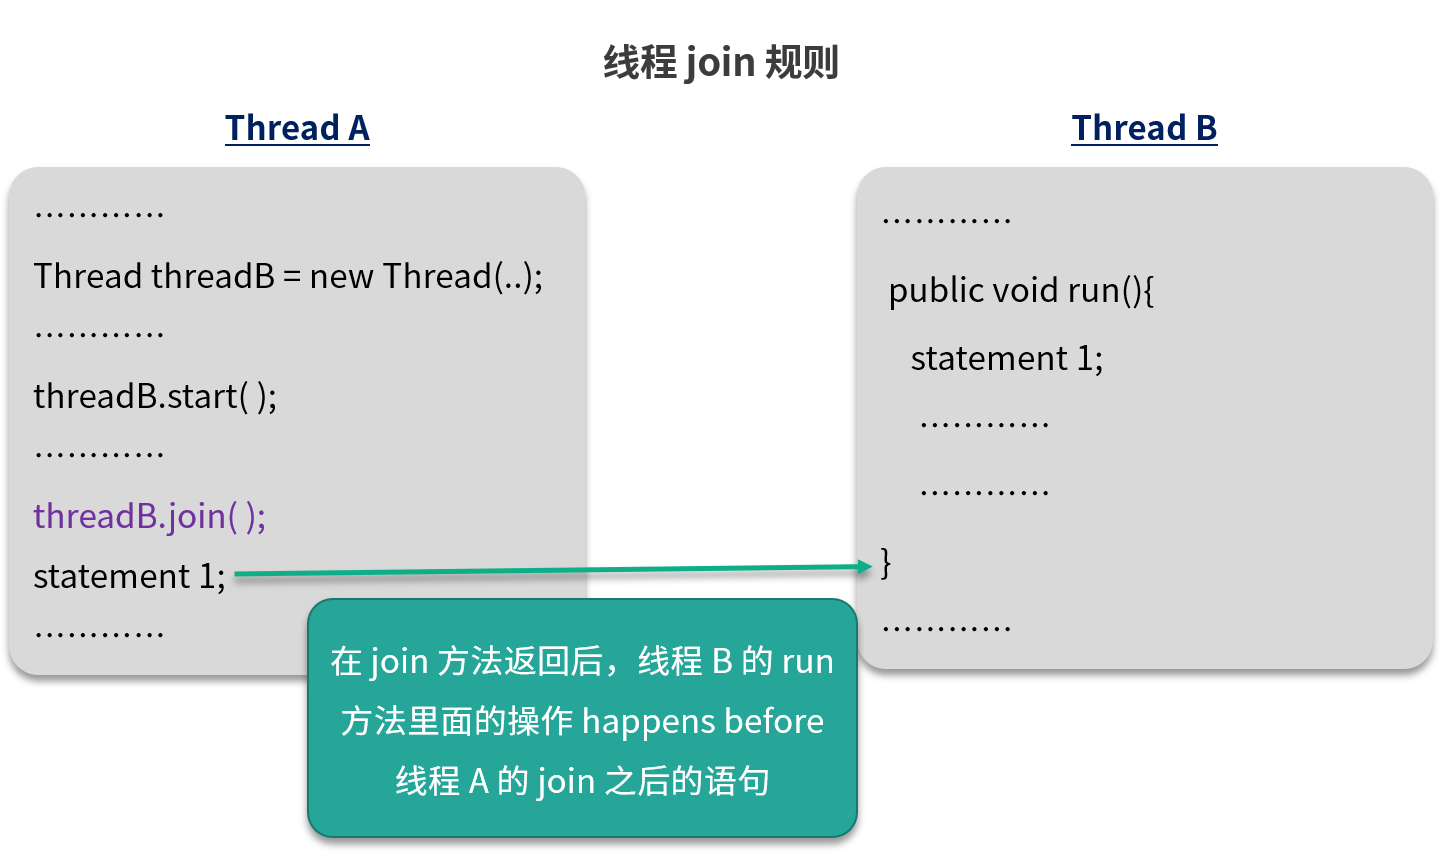 线程 join 规则
Thread A
…………
Thread threadB = new Thread(..);
…………
threadB.start( );
…………
threadB.join( );
statement 1;
…………
Thread B
…………
public void run(){
statement 1;
…………
…………
}
…………
在 join 方法返回后，线程 B 的 run
方法里面的操作 happens before
线程 A 的 join 之后的语句